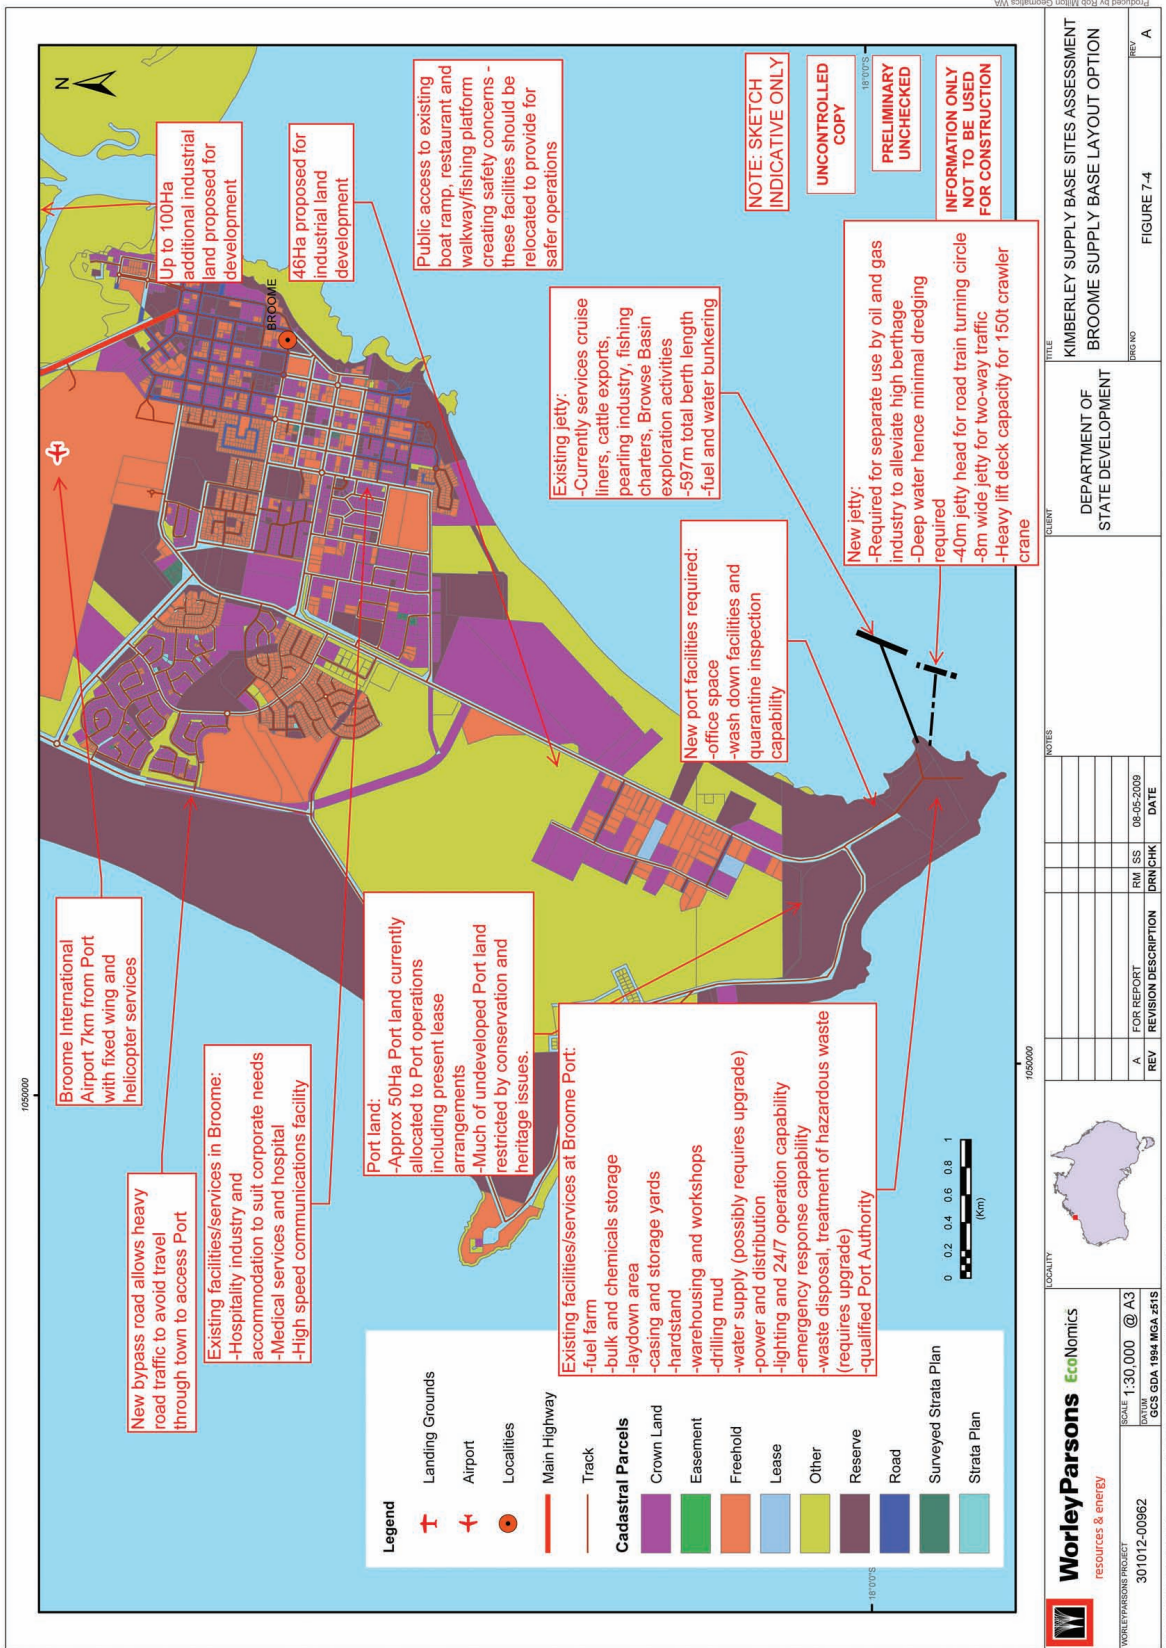 N
1050000
Broome International
Airport 7km from Port
with fixed wing and
helicopter services
New bypass road allows heavy
road traffic to avoid travel
through town to access Port
Existing facilities/services in Broome:
-Hospitality industry and
accommodation to suit corporate needs
-Medical services and hospital
-High speed communications facility
Up to 100Ha
additional industrial
land proposed for
development
BROOME
46Ha proposed for
industrial land
development
Public access to existing
boat ramp, restaurant and
walkway/fishing platform
creating safety concerns -
these facilities should be
relocated to provide for
safer operations
Port land:
-Approx 50Ha Port land currently
allocated to Port operations
including present lease
arrangements
-Much of undeveloped Port land
restricted by conservation and
heritage issues.
Existing jetty:
-Currently services cruise
liners, cattle exports,
pearling industry, fishing
charters, Browse Basin
exploration activities
-597m total berth length
-fuel and water bunkering
Existing facilities/services at Broome Port:
-fuel farm
-bulk and chemicals storage
-laydown area
-casing and storage yards
-hardstand
-warehousing and workshops
-drilling mud
-water supply (possibly requires upgrade)
-power and distribution
-lighting and 24/7 operation capability
-emergency response capability
-waste disposal, treatment of hazardous waste
(requires upgrade)
-qualified Port Authority
New port facilities required:
-office space
-wash down facilities and
quarantine inspection
capability
New jetty:
-Required for separate use by oil and gas
industry to alleviate high berthage
-Deep water hence minimal dredging
required
-40m jetty head for road train turning circle
-8m wide jetty for two-way traffic
-Heavy lift deck capacity for 150t crawler
crane
NOTE: SKETCH
INDICATIVE ONLY
UNCONTROLLED
COPY
PRELIMINARY
UNCHECKED
INFORMATION ONLY
NOT TO BE USED
FOR CONSTRUCTION
18°0'0"S
18°0'0"S
1050000
Legend
Landing Grounds
Airport
Localities
Main Highway
Track
Cadastral Parcels
Crown Land
Easement
Freehold
Lease
Other
Reserve
Road
Surveyed Strata Plan
Strata Plan
0 0.2 0.4 0.6 0.8 1
(Km)
WorleyParsons EcoNomics
resources & energy
WORLEYPARSONS PROJECT
301012-00962
SCALE 1:30,000 @ A3
DATUM
GCS GDA 1994 MGA z51S
LOCALITY
A FOR REPORT RM SS 08-05-2009
REV REVISION DESCRIPTION DRN CHK DATE
NOTES
CLIENT
DEPARTMENT OF
STATE DEVELOPMENT
TITLE
KIMBERLEY SUPPLY BASE SITES ASSESSMENT
BROOME SUPPLY BASE LAYOUT OPTION
DRG NO
FIGURE 7-4
REV
A
Produced by Rob Milton Geomatics WA